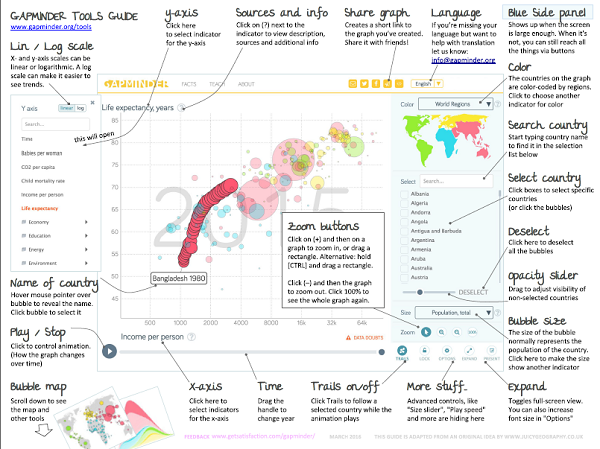 GAPMINDER TOOLS GUIDE
www.gapminder.org/tools
Lin / Log scale
X- and y-axis scales can be
linear or logarithmic. A log
scale can make it easier to
see trends.
y-axis
Click here
to select indicator
for the y-axis
Sources and info
Click on (?) next to the
indicator to view description,
sources and additional info
Share graph
Creates a short link to
the graph you've created.
Share it with friends!
Language
If you're missing your
language but want to
help with translation
let us know:
info@gapminder.org
Blue Side panel
Shows up when the screen
is large enough. When it's
not, you can still reach all
the things via buttons
GAPMINDER
FACTS
TEACH
ABOUT
English
Y axis
linear
log
Search...
this will open
Time
Babies per woman
CO2 per capita
Child mortality rate
Income per person
Life expectancy
Economy
Education
Energy
Environment
Life expectancy, years
85
80
75
70
65
60
55
50
45
2015
Bangladesh 1980
500
1000
2000
4000
8000
16k
32k
64k
Income per person
DATA DOUBTS
Color
World Regions
Select
Search...
Albania
Algeria
Andorra
Angola
Antigua and Barbuda
Argentina
Armenia
Aruba
Australia
Austria
DESELECT
Size
Population, total
Zoom
100%
TRAILS
LOCK
OPTIONS
EXPAND
PRESENT
Color
The countries on the graph
are color-coded by regions.
Click to choose another
indicator for color
Search country
Start typing country name
to find it in the selection
list below
Select country
Click boxes to select specific
countries
(or click the bubbles)
Deselect
Click here to deselect
all the bubbles
opacity slider
Drag to adjust visibility of
non-selected countries
Bubble size
The size of the bubble
normally represents the
population of the country.
Click here to make the size
show another indicator
Zoom buttons
Click on (+) and then on a
graph to zoom in, or drag a
rectangle. Alternative: hold
[CTRL] and drag a rectangle.
Click (–) and then the graph
to zoom out. Click 100% to
see the whole graph again.
Name of country
Hover mouse pointer over
bubble to reveal the name.
Click bubble to select it
Play / Stop
Click to control animation.
(How the graph changes
over time)
Bubble map
Scroll down to see
the map and
other tools
X-axis
Click here to
select indicators
for the x-axis
Time
Drag the
handle to
change year
Trails on/off
Click Trails to follow a
selected country while the
animation plays
More stuff...
Advanced controls, like
"Size slider", "Play speed"
and more are hiding here
Expand
Toggles full-screen view.
You can also increase
font size in "Options"
FEEDBACK www.getsatisfaction.com/gapminder/
MARCH 2016
THIS GUIDE IS ADAPTED FROM AN ORIGINAL IDEA BY WWW.JUICYGEOGRAPHY.CO.UK